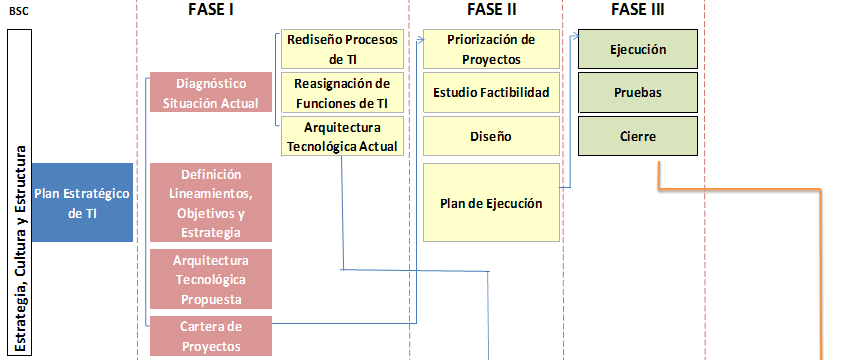 BSC
FASE I
FASE II
FASE III
Estrategia, Cultura y Estructura
Plan Estratégico
de TI
Diagnóstico
Situación Actual
Definición
Lineamientos,
Objetivos y
Estrategia
Arquitectura
Tecnológica
Propuesta
Cartera de
Proyectos
Rediseño Procesos
de TI
Reasignación de
Funciones de TI
Arquitectura
Tecnológica Actual
Priorización de
Proyectos
Estudio Factibilidad
Diseño
Plan de Ejecución
Ejecución
Pruebas
Cierre